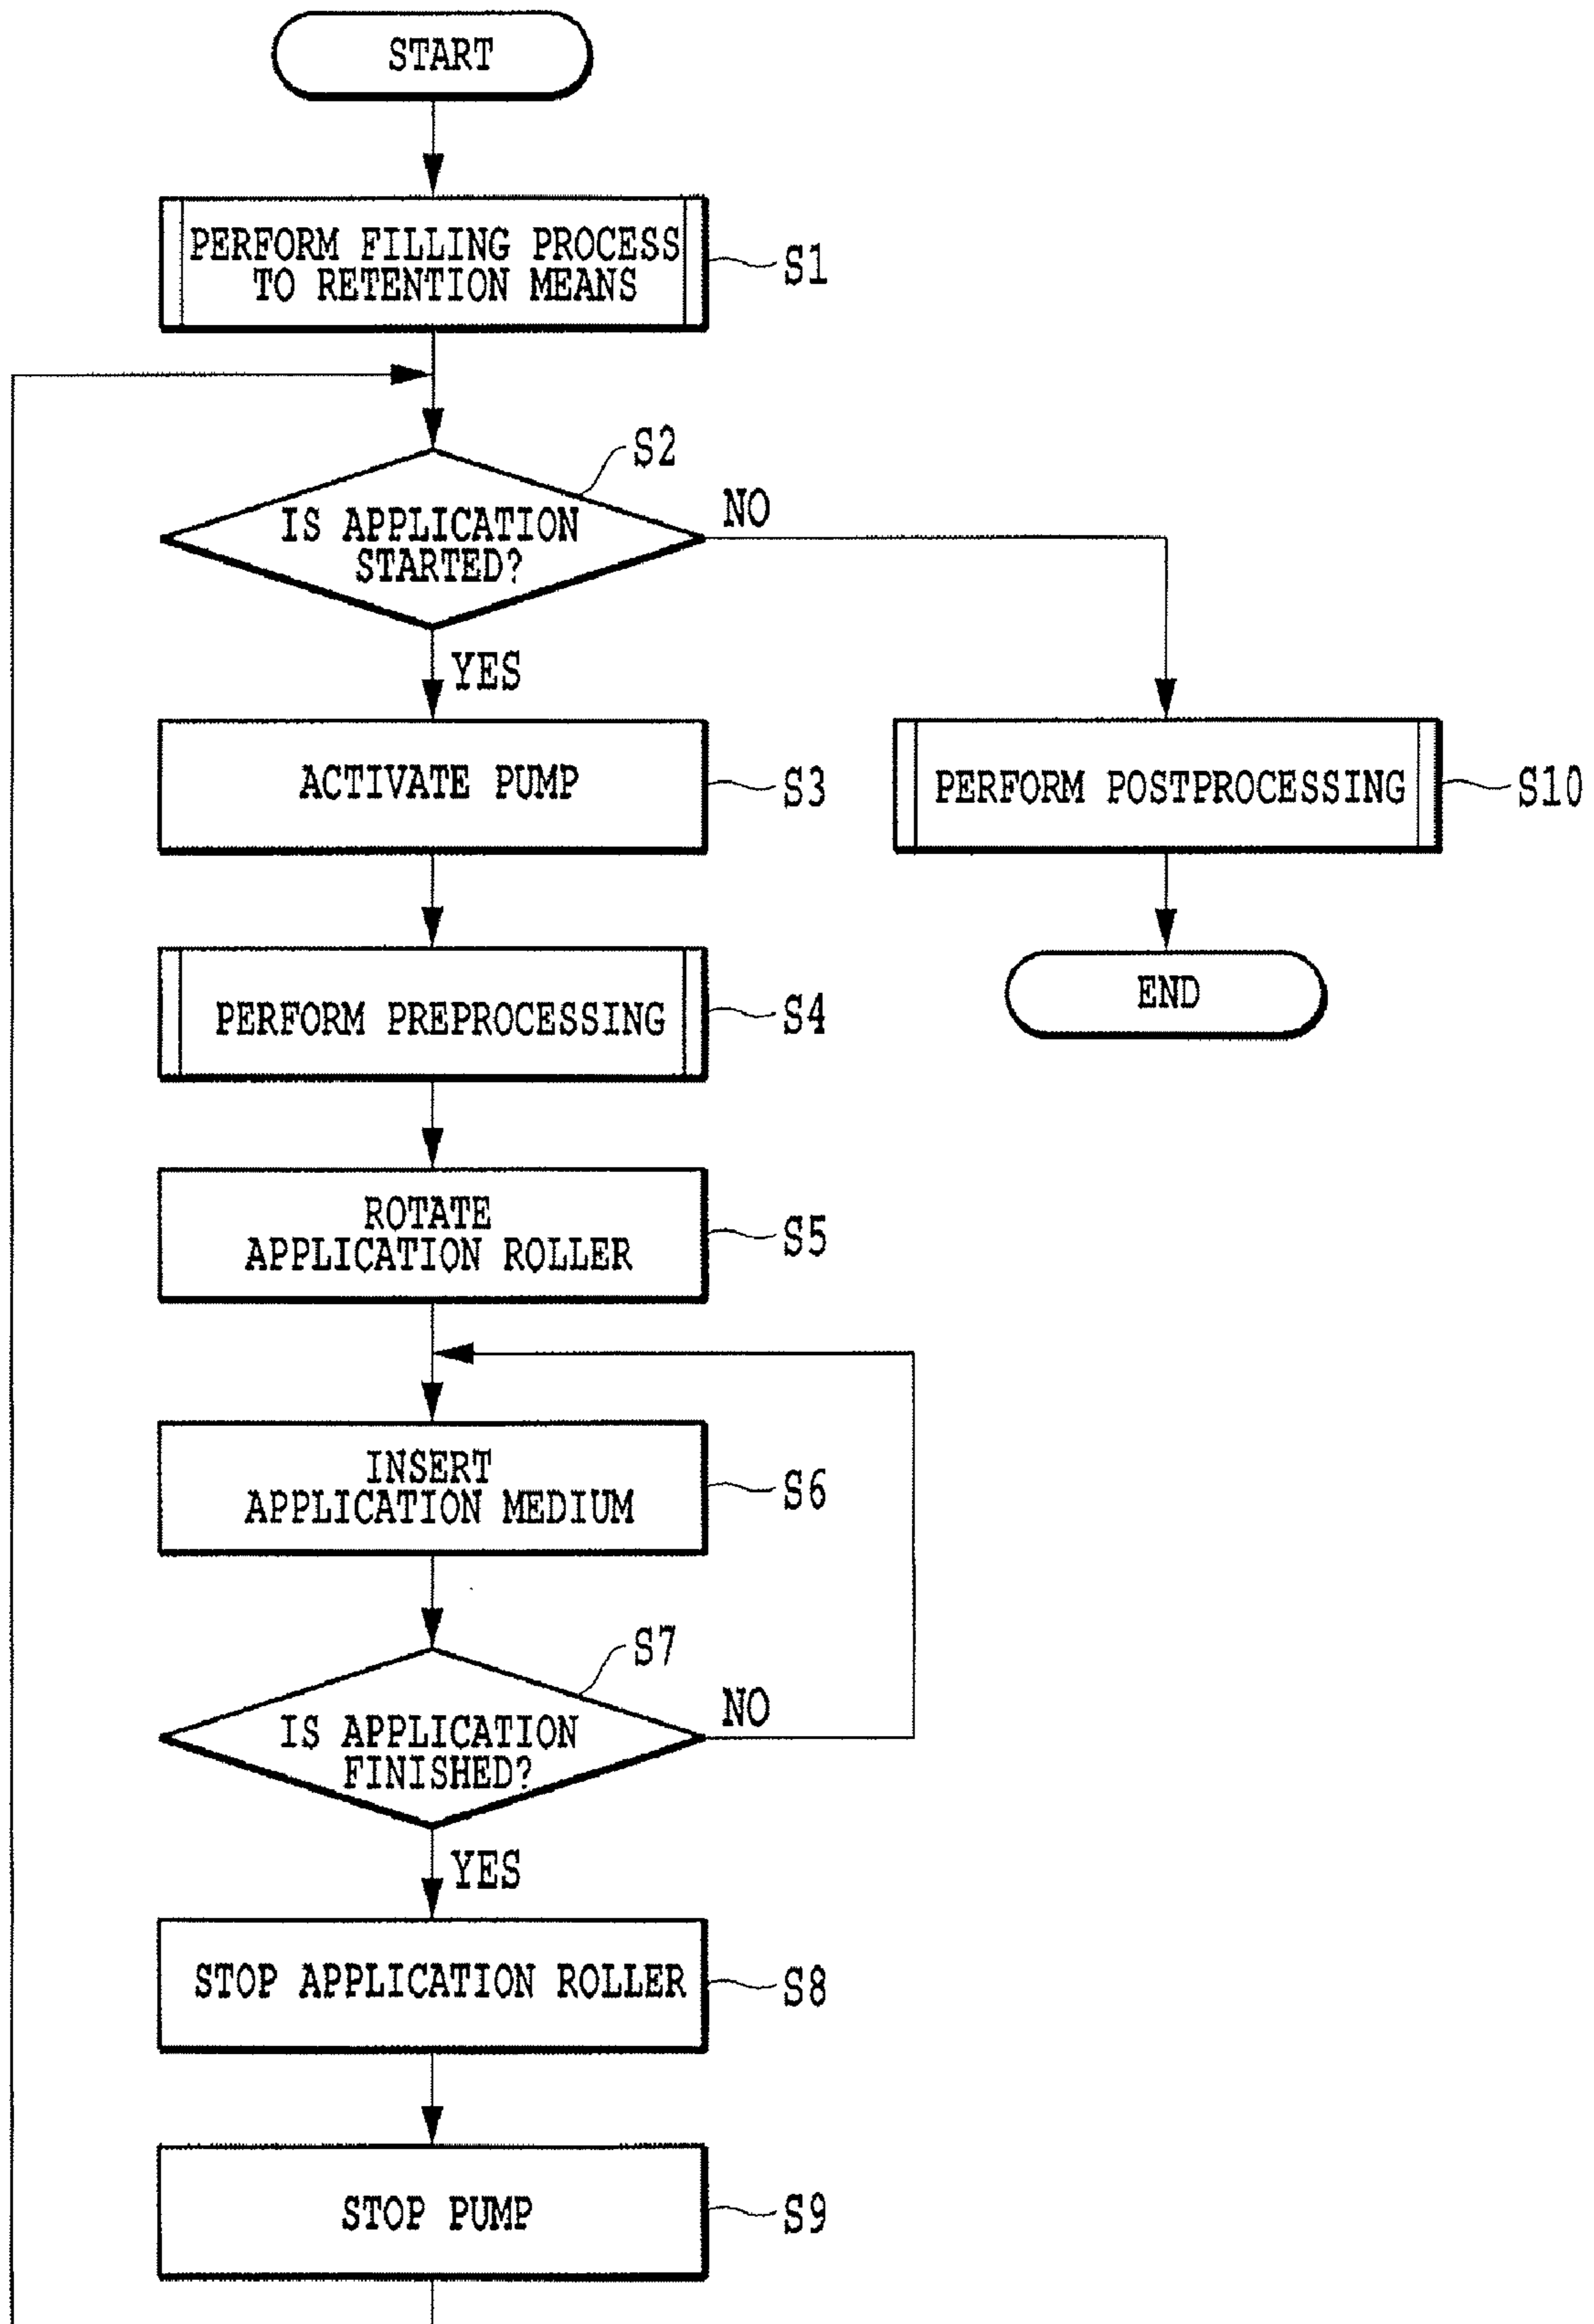 START
PERFORM FILLING PROCESS
TO RETENTION MEANS
S1
S2
IS APPLICATION
STARTED?
NO
YES
ACTIVATE PUMP
S3
PERFORM POSTPROCESSING
S10
PERFORM PREPROCESSING
S4
END
ROTATE
APPLICATION ROLLER
S5
INSERT
APPLICATION MEDIUM
S6
S7
IS APPLICATION
FINISHED?
NO
YES
STOP APPLICATION ROLLER
S8
STOP PUMP
S9